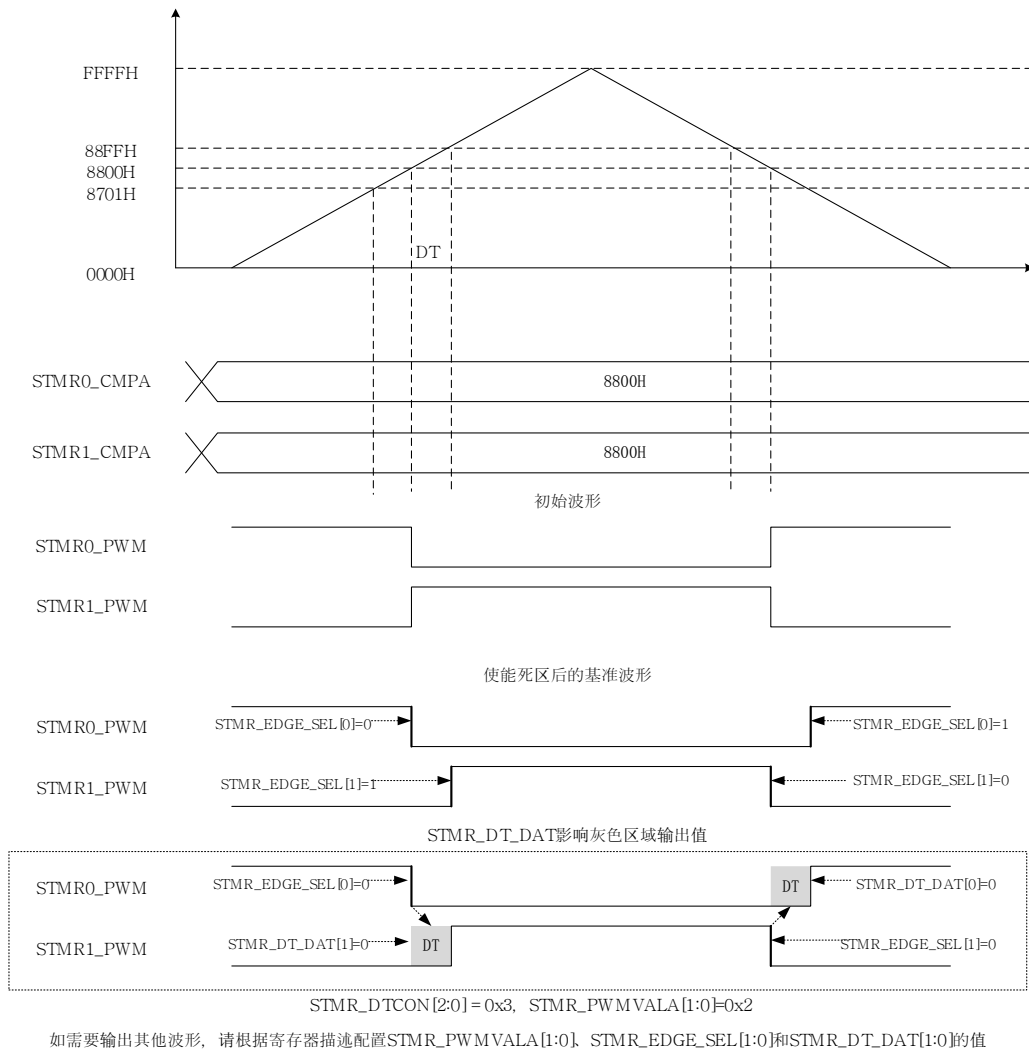 FFFFH
88FFH
8800H
8701H
DT
0000H
STMR0_CMPA
8800H
STMR1_CMPA
8800H
初始波形
STMR0_PWM
STMR1_PWM
使能死区后的基准波形
STMR0_PWM
STMR_EDGE_SEL[0]=0
STMR_EDGE_SEL[0]=1
STMR1_PWM
STMR_EDGE_SEL[1]=1
STMR_EDGE_SEL[1]=0
STMR_DT_DAT影响灰色区域输出值
STMR0_PWM
STMR_EDGE_SEL[0]=0
DT
STMR_DT_DAT[0]=0
STMR1_PWM
STMR_DT_DAT[1]=0
DT
STMR_EDGE_SEL[1]=0
STMR_DTCON[2:0] = 0x3, STMR_PWMVALA[1:0]=0x2
如需要输出其他波形，请根据寄存器描述配置STMR_PWMVALA[1:0]、STMR_EDGE_SEL[1:0]和STMR_DT_DAT[1:0]的值